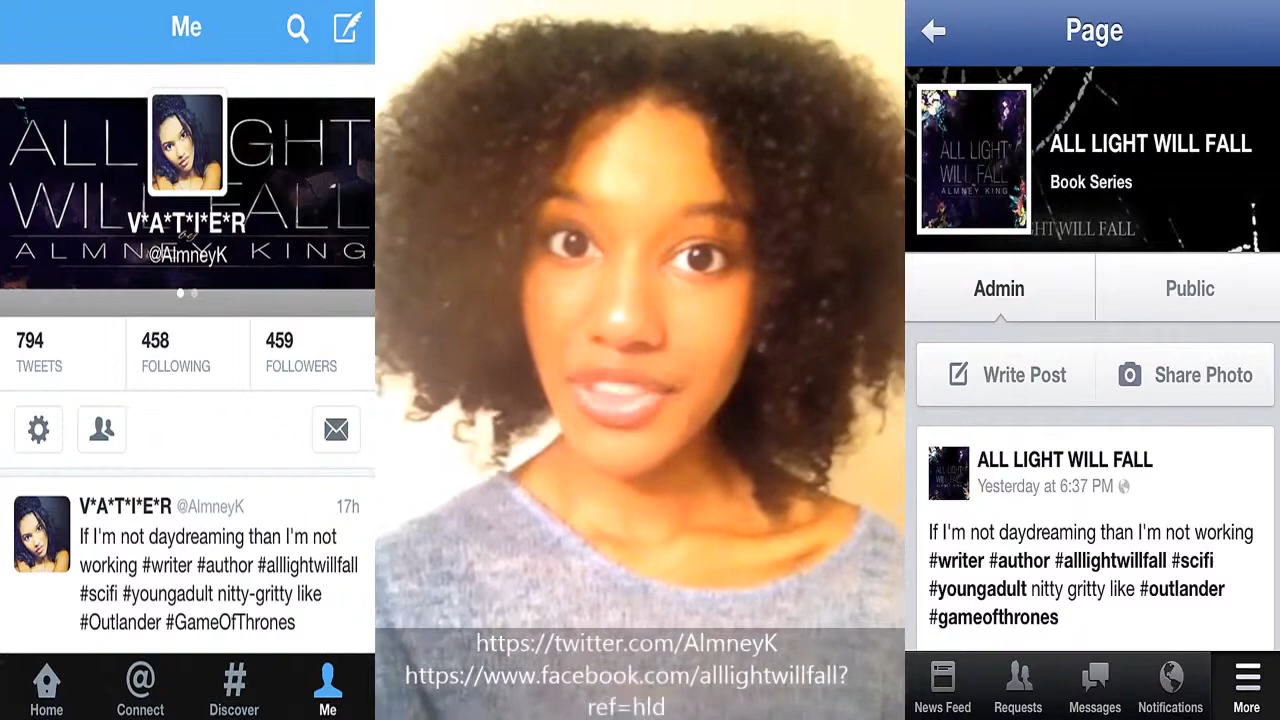 Me
ALL GHT
WILL FALL
V*A*T*I*E*R
by
ALMNEY KING
@AlmneyK
794
TWEETS
458
FOLLOWING
459
FOLLOWERS
V*A*T*I*E*R @AlmneyK 17h
If I'm not daydreaming than I'm not
working #writer #author #alllightwillfall
#scifi #youngadult nitty-gritty like
#Outlander #GameOfThrones
Home
@
Connect
#
Discover
Me
https://twitter.com/AlmneyK
https://www.facebook.com/alllightwillfall?
ref=hld
Page
ALL LIGHT
WILL FALL
ALMNEY KING
ALL LIGHT WILL FALL
Book Series
HT WILL FALL
Admin
Public
Write Post
Share Photo
ALL LIGHT WILL FALL
Yesterday at 6:37 PM
If I'm not daydreaming than I'm not working
#writer #author #alllightwillfall #scifi
#youngadult nitty gritty like #outlander
#gameofthrones
News Feed
Requests
Messages
Notifications
More